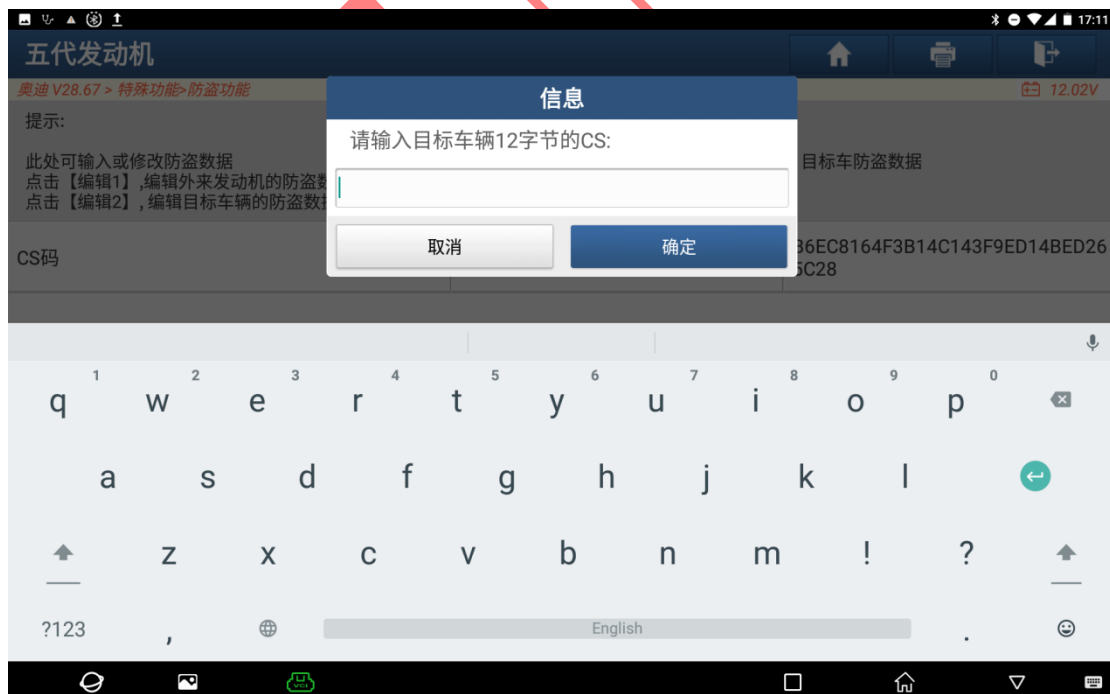 17:11
五代发动机
奥迪 V28.67 > 特殊功能>防盗功能
12.02V
提示:
此处可输入或修改防盗数据
点击【编辑1】,编辑外来发动机的防盗数
点击【编辑2】,编辑目标车辆的防盗数
目标车防盗数据
信息
请输入目标车辆12字节的CS:
取消
确定
CS码
36EC8164F3B14C143F9ED14BED26
5C28
1 2 3 4 5 6 7 8 9 0
q w e r t y u i o p
a s d f g h j k l
z x c v b n m ! ?
?123 , English .
VCI